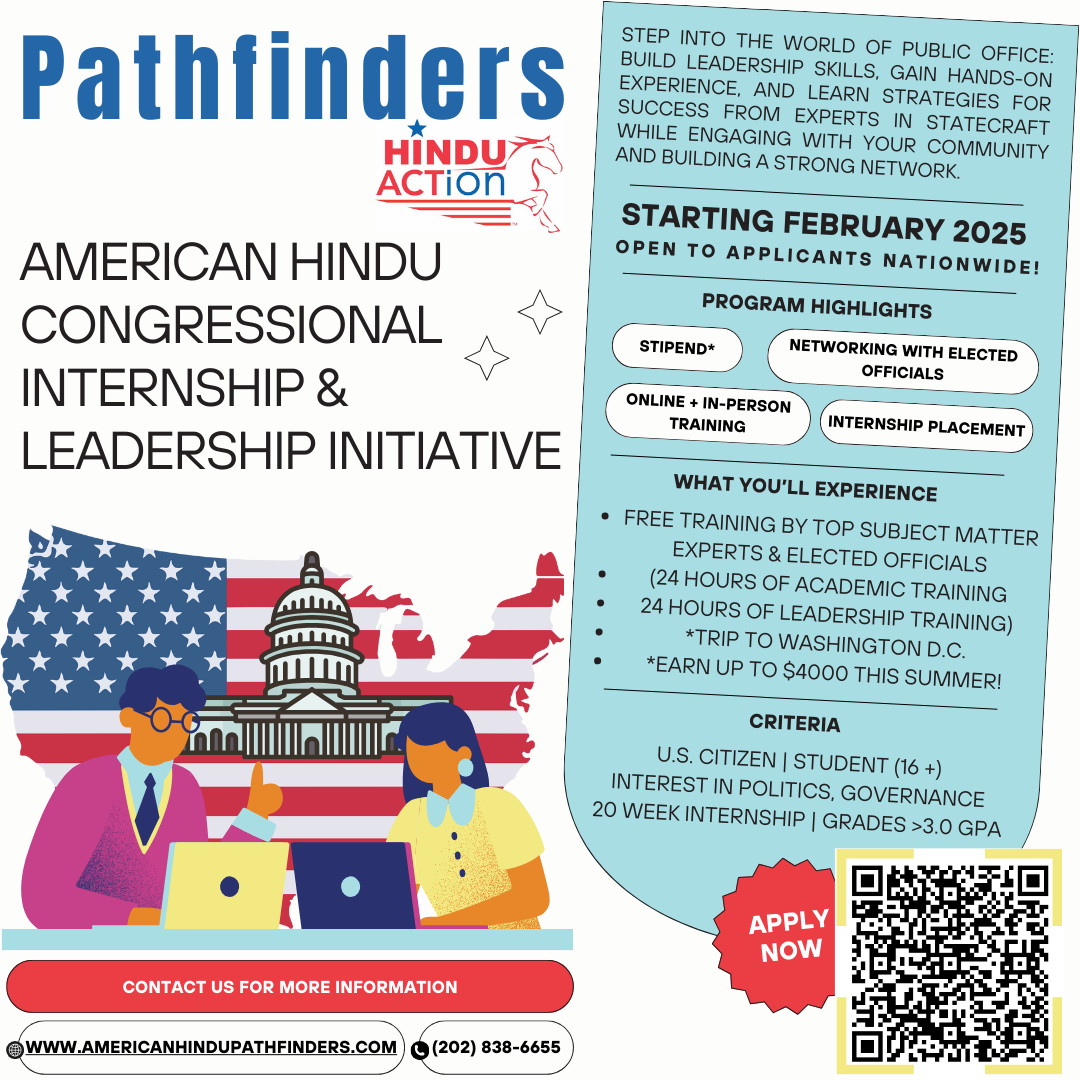 Pathfinders
HiNDU
ACTion
AMERICAN HINDU
CONGRESSIONAL
INTERNSHIP &
LEADERSHIP INITIATIVE
CONTACT US FOR MORE INFORMATION
WWW.AMERICANHINDUPATHFINDERS.COM
(202) 838-6655
STEP INTO THE WORLD OF PUBLIC OFFICE:
BUILD LEADERSHIP SKILLS, GAIN HANDS-ON
EXPERIENCE, AND LEARN STRATEGIES FOR
SUCCESS FROM EXPERTS IN STATECRAFT
WHILE ENGAGING WITH YOUR COMMUNITY
AND BUILDING A STRONG NETWORK.
STARTING FEBRUARY 2025
OPEN TO APPLICANTS NATIONWIDE!
PROGRAM HIGHLIGHTS
STIPEND*
NETWORKING WITH ELECTED
OFFICIALS
ONLINE + IN-PERSON
TRAINING
INTERNSHIP PLACEMENT
WHAT YOU'LL EXPERIENCE
• FREE TRAINING BY TOP SUBJECT MATTER
EXPERTS & ELECTED OFFICIALS
• (24 HOURS OF ACADEMIC TRAINING
• 24 HOURS OF LEADERSHIP TRAINING)
• *TRIP TO WASHINGTON D.C.
• *EARN UP TO $4000 THIS SUMMER!
CRITERIA
U.S. CITIZEN | STUDENT (16 +)
INTEREST IN POLITICS, GOVERNANCE
20 WEEK INTERNSHIP | GRADES >3.0 GPA
APPLY
NOW